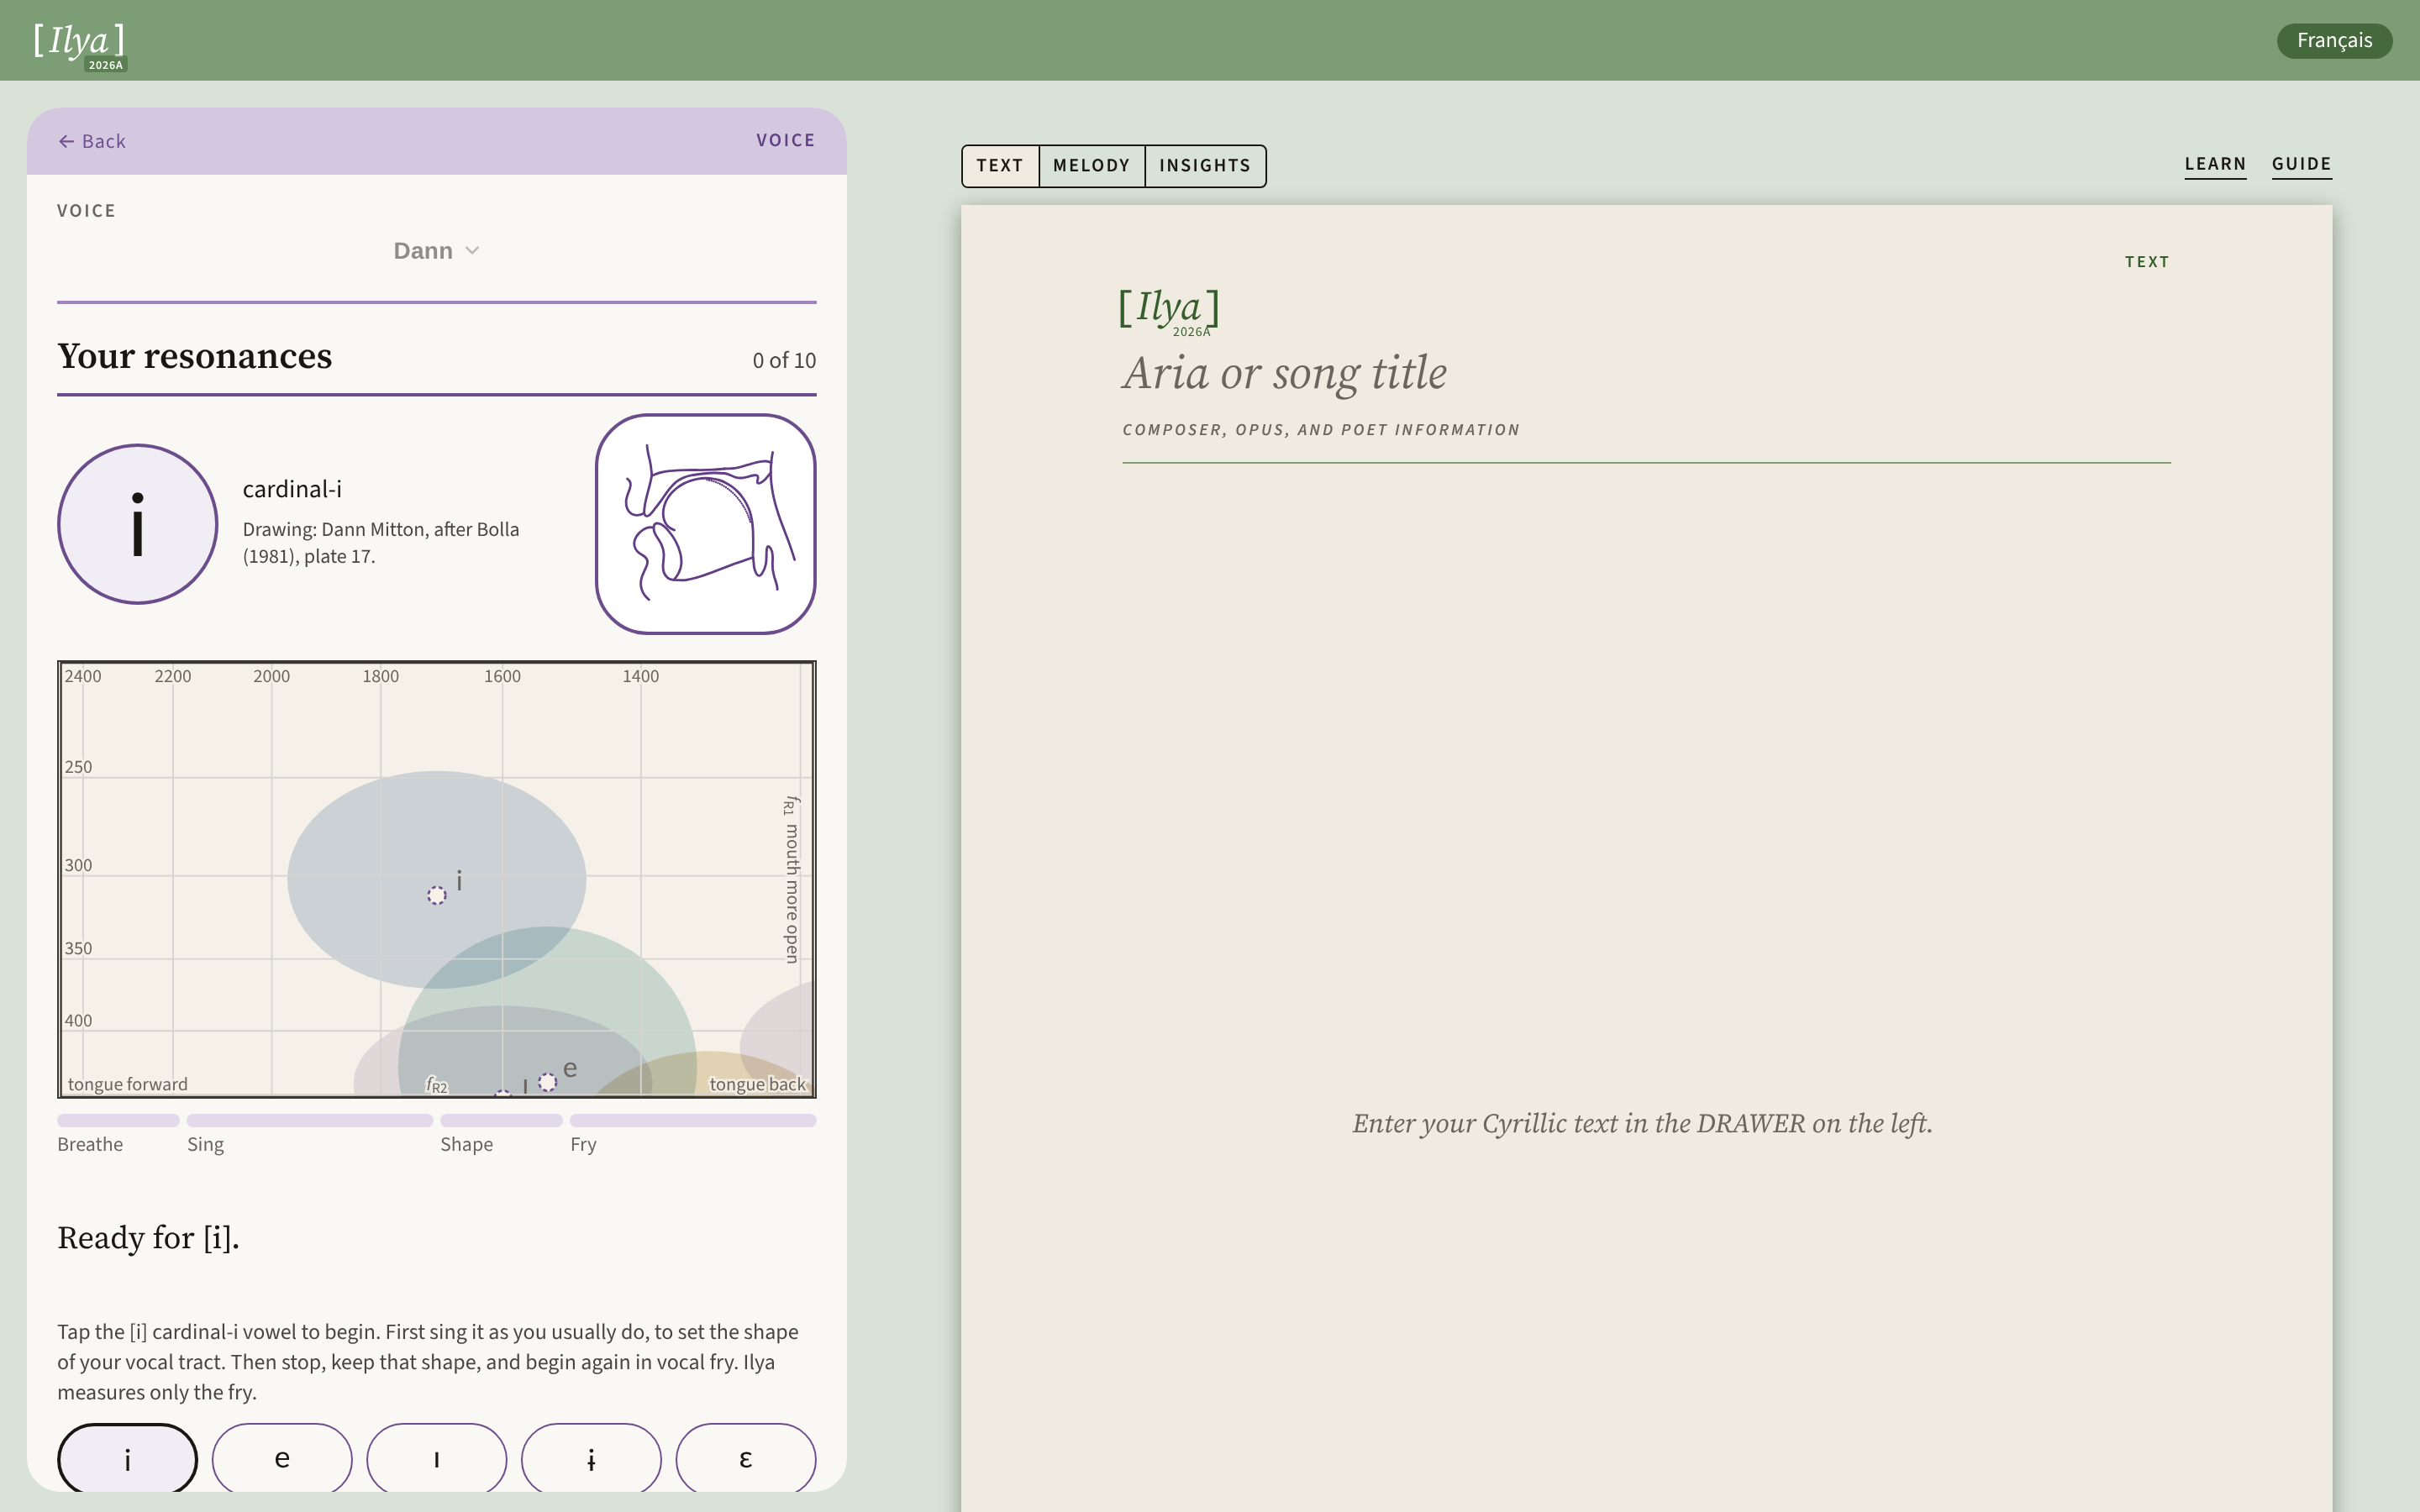 [Ilya]
2026A
Français
← Back
VOICE
VOICE
Dann
Your resonances
0 of 10
i
cardinal-i
Drawing: Dann Mitton, after Bolla
(1981), plate 17.
2400 2200 2000 1800 1600 1400
250
300
350
400
i
e
ı
fR1 mouth more open
tongue forward
fR2
tongue back
Breathe
Sing
Shape
Fry
Ready for [i].
Tap the [i] cardinal-i vowel to begin. First sing it as you usually do, to set the shape
of your vocal tract. Then stop, keep that shape, and begin again in vocal fry. Ilya
measures only the fry.
i e ı ɨ ɛ
TEXT MELODY INSIGHTS
LEARN GUIDE
TEXT
[Ilya]
2026A
Aria or song title
COMPOSER, OPUS, AND POET INFORMATION
Enter your Cyrillic text in the DRAWER on the left.